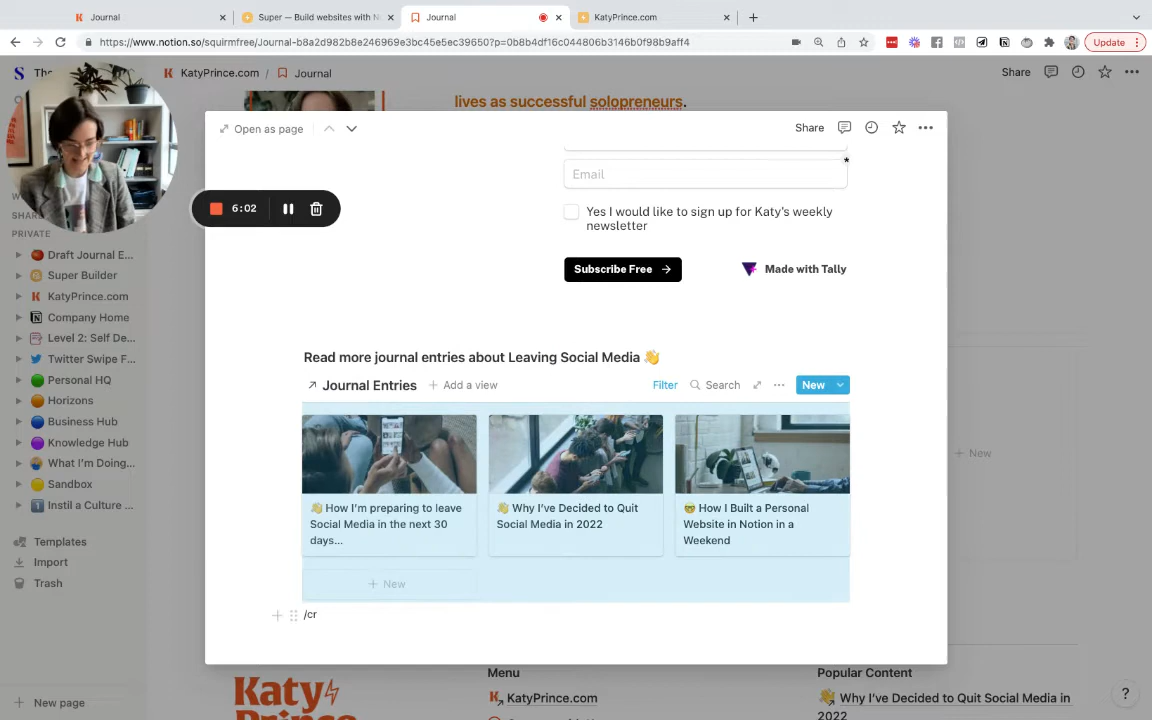 Journal
Super — Build websites with N
Journal
KatyPrince.com
https://www.notion.so/squirmfree/Journal-b8a2d982b8e246969e3bc45e5ec39650?p=0b8b4df16c044806b3146b0f98b9aff4
Update
The
KatyPrince.com / Journal
Share
lives as successful solopreneurs.
Open as page
Share
Email
*
6:02
Yes I would like to sign up for Katy's weekly
newsletter
SHAR
PRIVATE
Draft Journal E...
Super Builder
KatyPrince.com
Company Home
Level 2: Self De...
Twitter Swipe F...
Personal HQ
Horizons
Business Hub
Knowledge Hub
What I'm Doing...
Sandbox
Instil a Culture ...
Templates
Import
Trash
New page
Subscribe Free →
Made with Tally
Read more journal entries about Leaving Social Media 👋
↗ Journal Entries
+ Add a view
Filter
Search
New
👋 How I'm preparing to leave
Social Media in the next 30
days...
👋 Why I've Decided to Quit
Social Media in 2022
🤓 How I Built a Personal
Website in Notion in a
Weekend
+ New
+ New
/cr
Katy
Prince
Menu
KatyPrince.com
Popular Content
👋 Why I've Decided to Quit Social Media in
2022
?